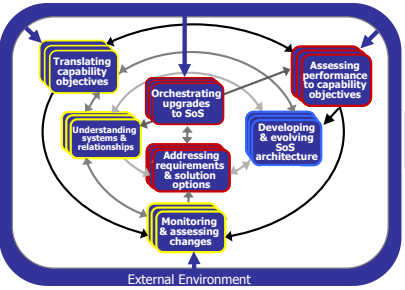 Translating
capability
objectives
Assessing
performance
to capability
objectives
Orchestrating
upgrades
to SoS
Understanding
systems &
relationships
Developing
& evolving
SoS
architecture
Addressing
requirements
& solution
options
Monitoring
& assessing
changes
External Environment